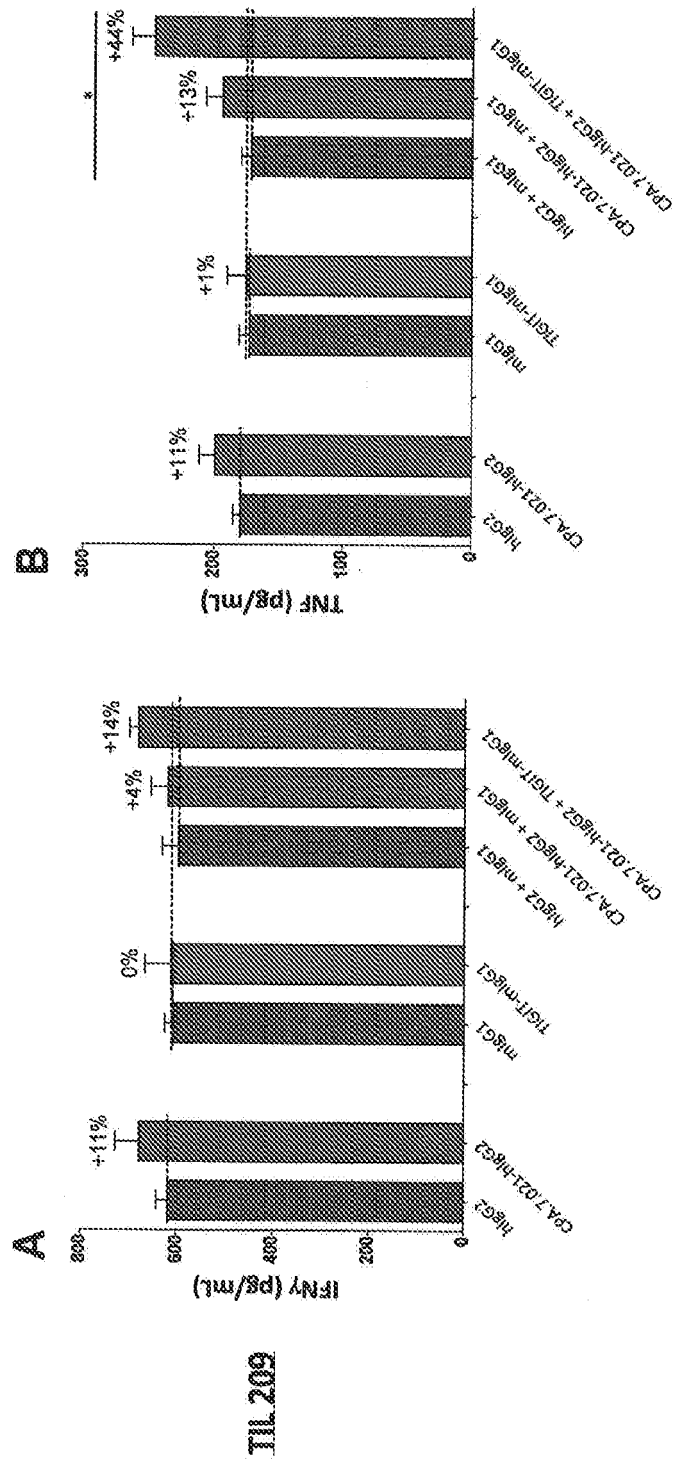 TIL 209
A
IFNγ (pg/mL)
800
600
400
200
0
+11%
0%
+4%
+14%
hIgG2
CPA.7.021-hIgG2
mIgG1
TIGIT-mIgG1
hIgG2 + mIgG1
CPA.7.021-hIgG2 + mIgG1
CPA.7.021-hIgG2 + TIGIT-mIgG1
B
TNF (pg/mL)
300
200
100
0
+11%
+1%
+13%
+44%
*
hIgG2
CPA.7.021-hIgG2
mIgG1
TIGIT-mIgG1
hIgG2 + mIgG1
CPA.7.021-hIgG2 + mIgG1
CPA.7.021-hIgG2 + TIGIT-mIgG1